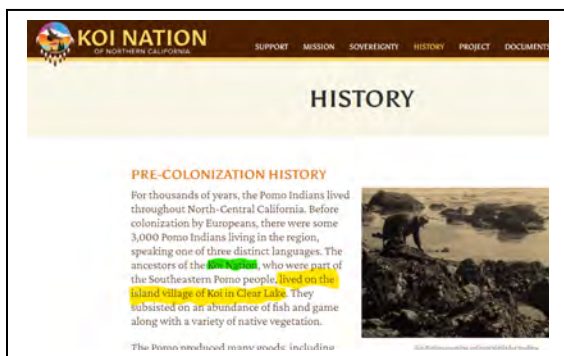 KOI NATION
OF NORTHERN CALIFORNIA
SUPPORT MISSION SOVEREIGNTY HISTORY PROJECT DOCUMENTS
HISTORY
PRE-COLONIZATION HISTORY
For thousands of years, the Pomo Indians lived
throughout North-Central California. Before
colonization by Europeans, there were some
3,000 Pomo Indians living in the region,
speaking one of three distinct languages. The
ancestors of the Koi Nation, who were part of
the Southeastern Pomo people, lived on the
island village of Koi in Clear Lake. They
subsisted on an abundance of fish and game
along with a variety of native vegetation.
The Pomo produced many goods, including